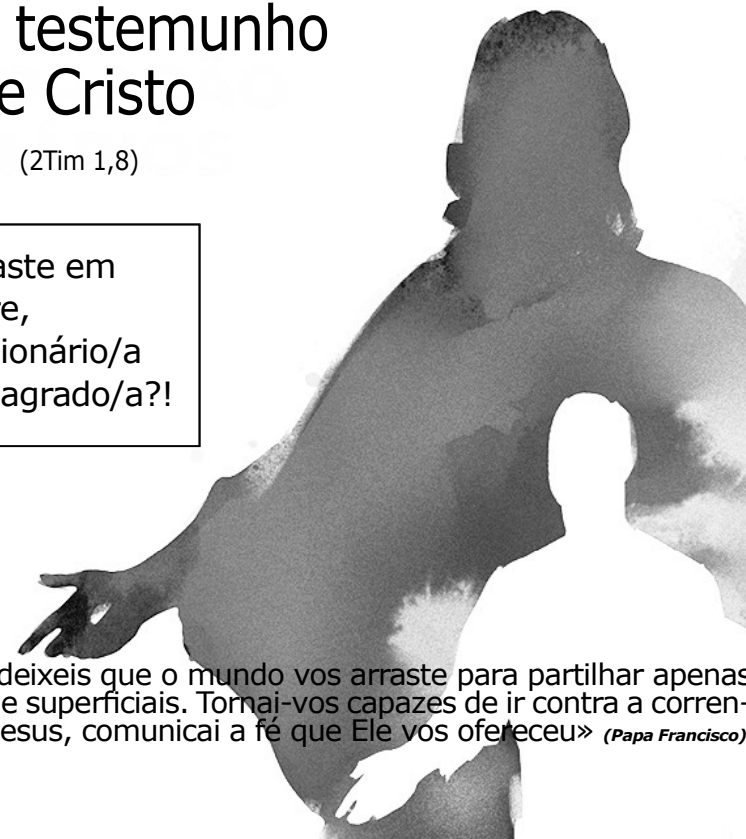 testemunho
e Cristo
(2Tim 1,8)
aste em
e,
ionário/a
agrado/a?!
deixeis que o mundo vos arraste para partilhar apenas
e superficiais. Tornai-vos capazes de ir contra a corren-
esus, comunicai a fé que Ele vos ofereceu» (Papa Francisco)